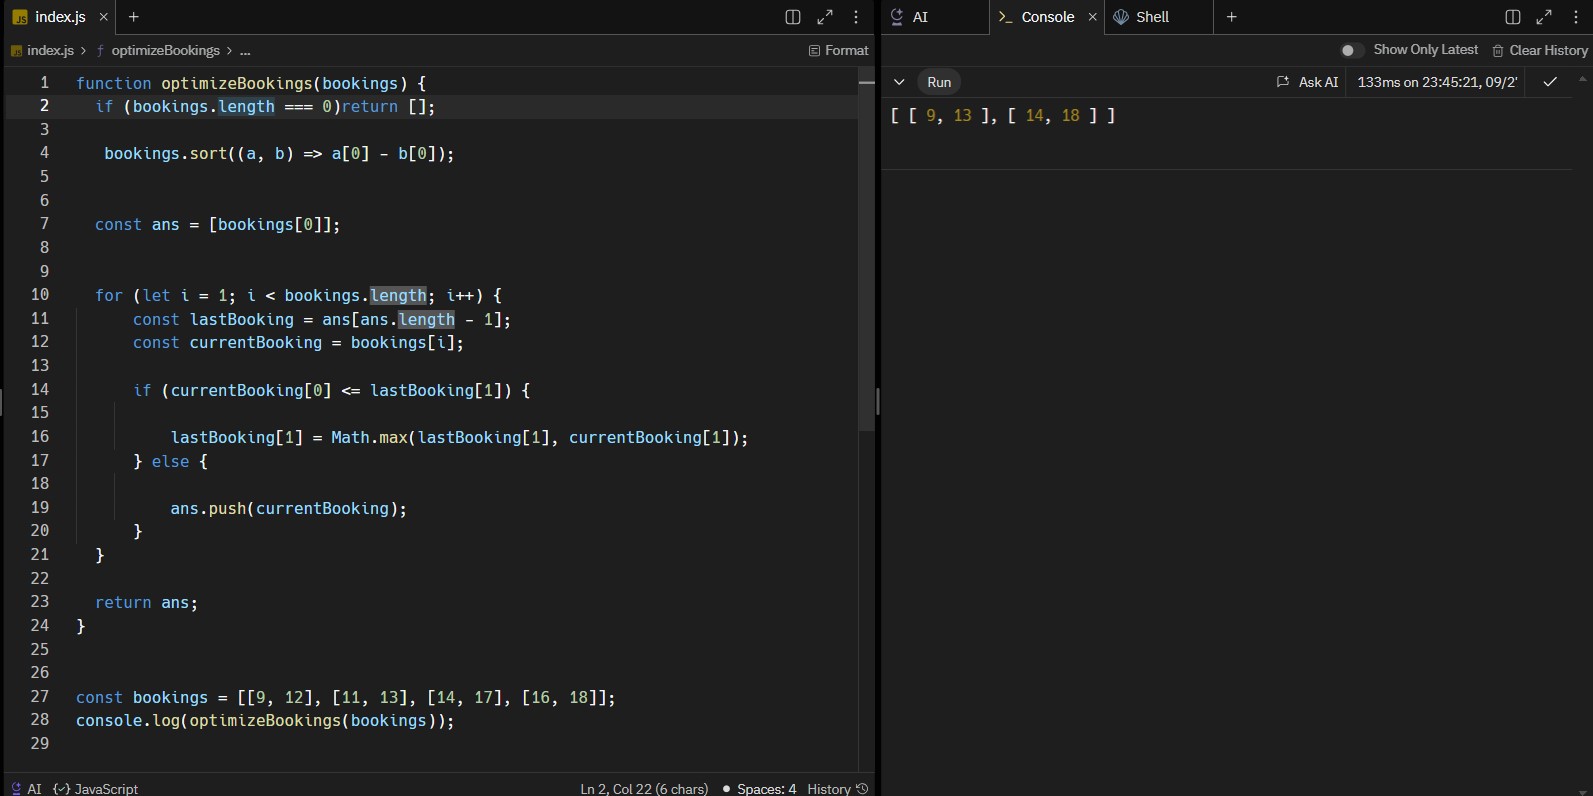 index.js × +
index.js > optimizeBookings > ...
Format
1 function optimizeBookings(bookings) {
2 if (bookings.length === 0)return [];
3
4 bookings.sort((a, b) => a[0] - b[0]);
5
6
7 const ans = [bookings[0]];
8
9
10 for (let i = 1; i < bookings.length; i++) {
11 const lastBooking = ans[ans.length - 1];
12 const currentBooking = bookings[i];
13
14 if (currentBooking[0] <= lastBooking[1]) {
15
16 lastBooking[1] = Math.max(lastBooking[1], currentBooking[1]);
17 } else {
18
19 ans.push(currentBooking);
20 }
21 }
22
23 return ans;
24 }
25
26
27 const bookings = [[9, 12], [11, 13], [14, 17], [16, 18]];
28 console.log(optimizeBookings(bookings));
29
AI {✓} JavaScript
Ln 2, Col 22 (6 chars) ● Spaces: 4 History
AI Console × Shell +
Show Only Latest Clear History
Run Ask AI 133ms on 23:45:21, 09/2
[ [ 9, 13 ], [ 14, 18 ] ]